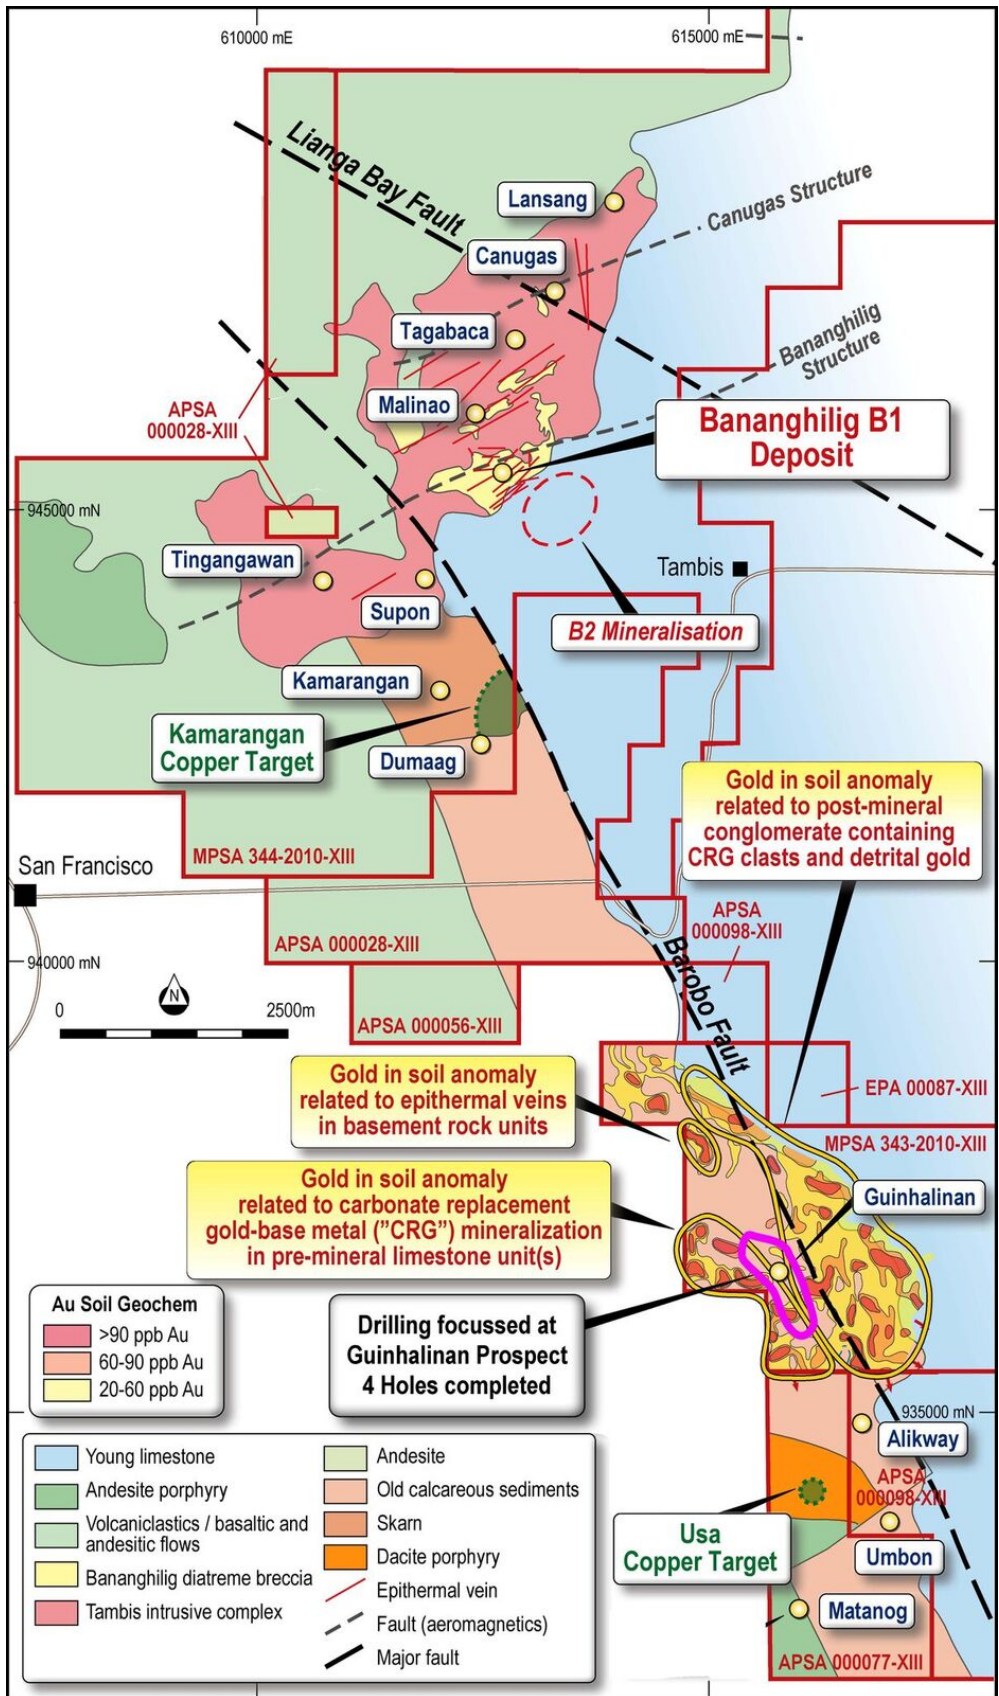 610000 mE
615000 mE
Lianga Bay Fault
Lansang
Canugas Structure
Canugas
Tagabaca
Bananghilig
Structure
APSA
000028-XIII
Malinao
Bananghilig B1
Deposit
945000 mN
Tingangawan
Tambis
Supon
B2 Mineralisation
Kamarangan
Kamarangan
Copper Target
Dumaag
Gold in soil anomaly
related to post-mineral
conglomerate containing
CRG clasts and detrital gold
MPSA 344-2010-XIII
San Francisco
APSA
000098-XIII
APSA 000028-XIII
Barobo Fault
940000 mN
N
0
2500m
APSA 000056-XIII
Gold in soil anomaly
related to epithermal veins
in basement rock units
EPA 00087-XIII
MPSA 343-2010-XIII
Gold in soil anomaly
related to carbonate replacement
gold-base metal ("CRG") mineralization
in pre-mineral limestone unit(s)
Guinhalinan
Au Soil Geochem
>90 ppb Au
60-90 ppb Au
20-60 ppb Au
Drilling focussed at
Guinhalinan Prospect
4 Holes completed
935000 mN
Alikway
APSA
000098-XIII
Young limestone
Andesite porphyry
Volcaniclastics / basaltic and
andesitic flows
Bananghilig diatreme breccia
Tambis intrusive complex
Andesite
Old calcareous sediments
Skarn
Dacite porphyry
Epithermal vein
Fault (aeromagnetics)
Major fault
Usa
Copper Target
Umbon
Matanog
APSA 000077-XIII